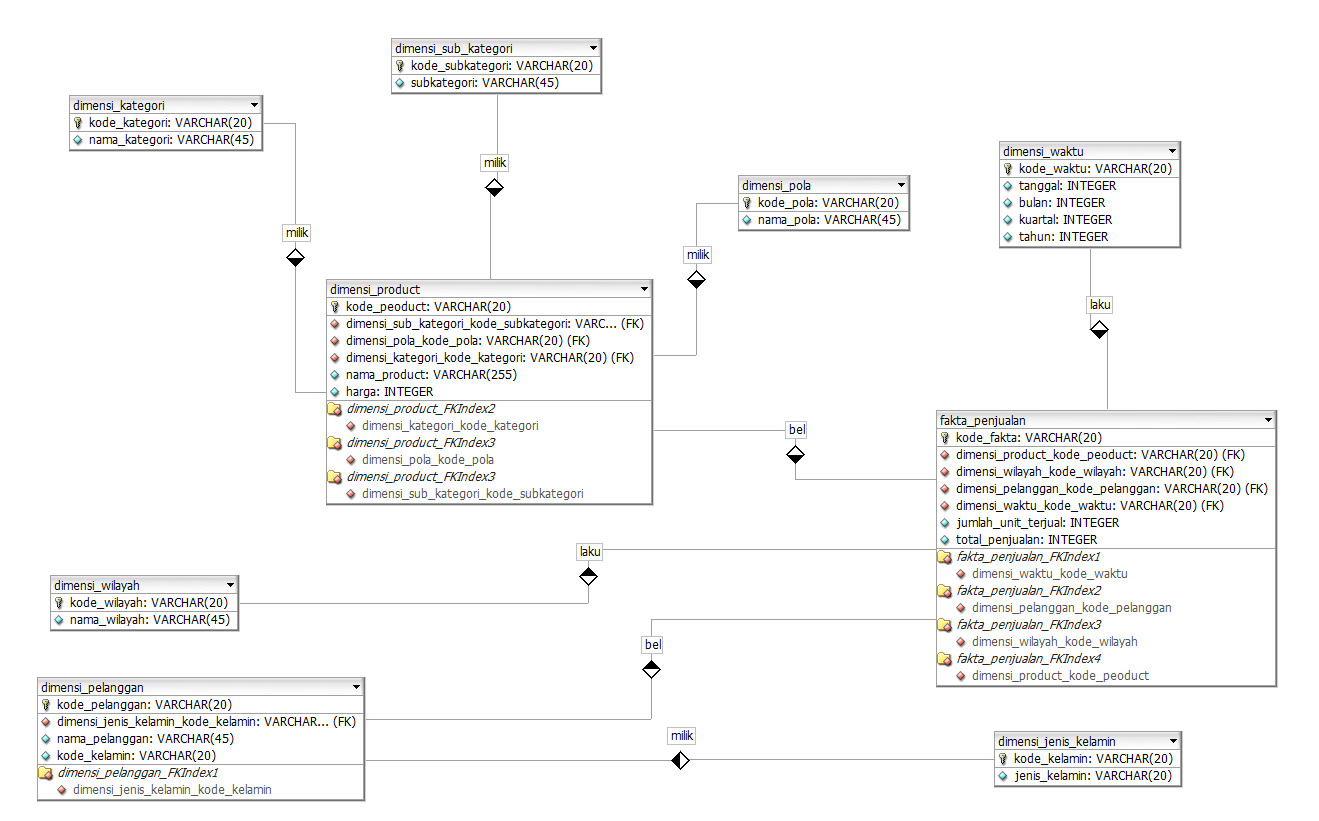 dimensi_sub_kategori
kode_subkategori: VARCHAR(20)
subkategori: VARCHAR(45)
dimensi_kategori
kode_kategori: VARCHAR(20)
nama_kategori: VARCHAR(45)
milik
milik
dimensi_pola
kode_pola: VARCHAR(20)
nama_pola: VARCHAR(45)
milik
dimensi_waktu
kode_waktu: VARCHAR(20)
tanggal: INTEGER
bulan: INTEGER
kuartal: INTEGER
tahun: INTEGER
laku
dimensi_product
kode_peoduct: VARCHAR(20)
dimensi_sub_kategori_kode_subkategori: VARC... (FK)
dimensi_pola_kode_pola: VARCHAR(20) (FK)
dimensi_kategori_kode_kategori: VARCHAR(20) (FK)
nama_product: VARCHAR(255)
harga: INTEGER
dimensi_product_FKIndex2
dimensi_kategori_kode_kategori
dimensi_product_FKIndex3
dimensi_pola_kode_pola
dimensi_product_FKIndex3
dimensi_sub_kategori_kode_subkategori
bel
fakta_penjualan
kode_fakta: VARCHAR(20)
dimensi_product_kode_peoduct: VARCHAR(20) (FK)
dimensi_wilayah_kode_wilayah: VARCHAR(20) (FK)
dimensi_pelanggan_kode_pelanggan: VARCHAR(20) (FK)
dimensi_waktu_kode_waktu: VARCHAR(20) (FK)
jumlah_unit_terjual: INTEGER
total_penjualan: INTEGER
fakta_penjualan_FKIndex1
dimensi_waktu_kode_waktu
fakta_penjualan_FKIndex2
dimensi_pelanggan_kode_pelanggan
fakta_penjualan_FKIndex3
dimensi_wilayah_kode_wilayah
fakta_penjualan_FKIndex4
dimensi_product_kode_peoduct
laku
dimensi_wilayah
kode_wilayah: VARCHAR(20)
nama_wilayah: VARCHAR(45)
bel
dimensi_pelanggan
kode_pelanggan: VARCHAR(20)
dimensi_jenis_kelamin_kode_kelamin: VARCHAR... (FK)
nama_pelanggan: VARCHAR(45)
kode_kelamin: VARCHAR(20)
dimensi_pelanggan_FKIndex1
dimensi_jenis_kelamin_kode_kelamin
milik
dimensi_jenis_kelamin
kode_kelamin: VARCHAR(20)
jenis_kelamin: VARCHAR(20)